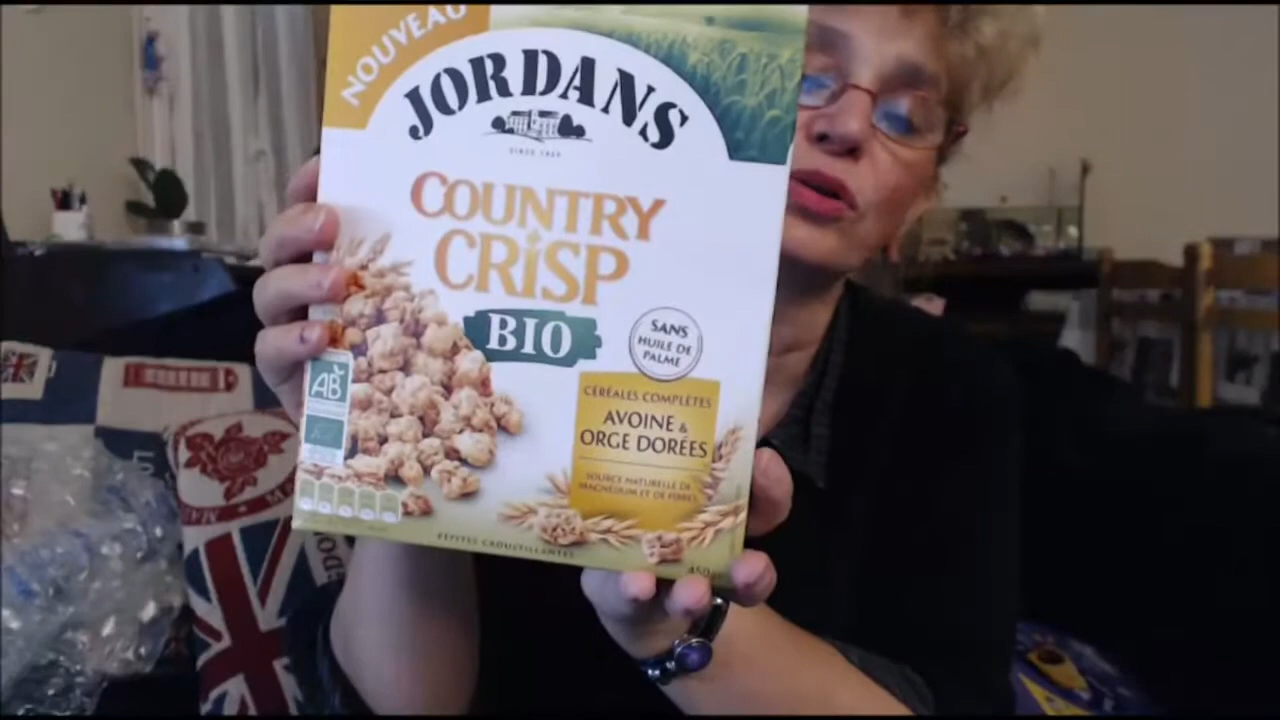 NOUVEAU
JORDANS
SINCE 1855
COUNTRY
CRISP
BIO
SANS
HUILE DE
PALME
AB
CÉRÉALES COMPLÈTES
AVOINE &
ORGE DORÉES
SOURCE NATURELLE DE
MAGNÉSIUM ET DE FIBRES
PÉPITES CROUSTILLANTES
450g